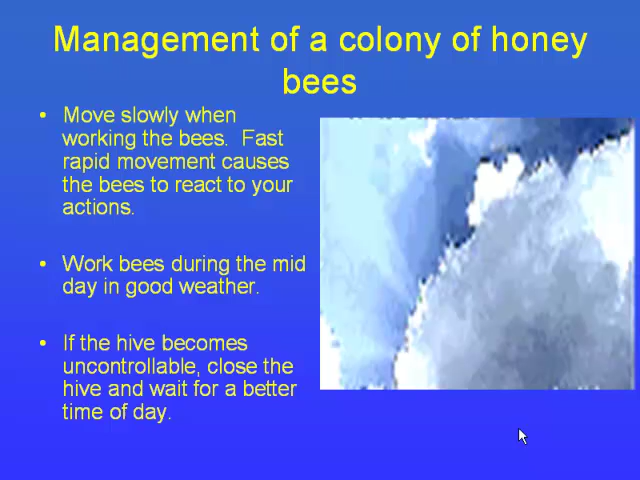 Management of a colony of honey
bees
• Move slowly when
working the bees.  Fast
rapid movement causes
the bees to react to your
actions.
• Work bees during the mid
day in good weather.
• If the hive becomes
uncontrollable, close the
hive and wait for a better
time of day.